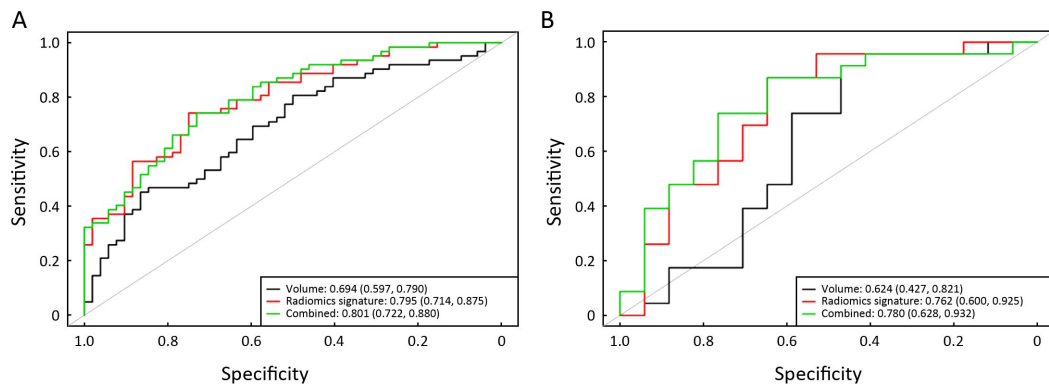 A
1.0
0.8
0.6
0.4
0.2
0
Sensitivity
1.0 0.8 0.6 0.4 0.2 0
Specificity
Volume: 0.694 (0.597, 0.790)
Radiomics signature: 0.795 (0.714, 0.875)
Combined: 0.801 (0.722, 0.880)
B
1.0
0.8
0.6
0.4
0.2
0
Sensitivity
1.0 0.8 0.6 0.4 0.2 0
Specificity
Volume: 0.624 (0.427, 0.821)
Radiomics signature: 0.762 (0.600, 0.925)
Combined: 0.780 (0.628, 0.932)